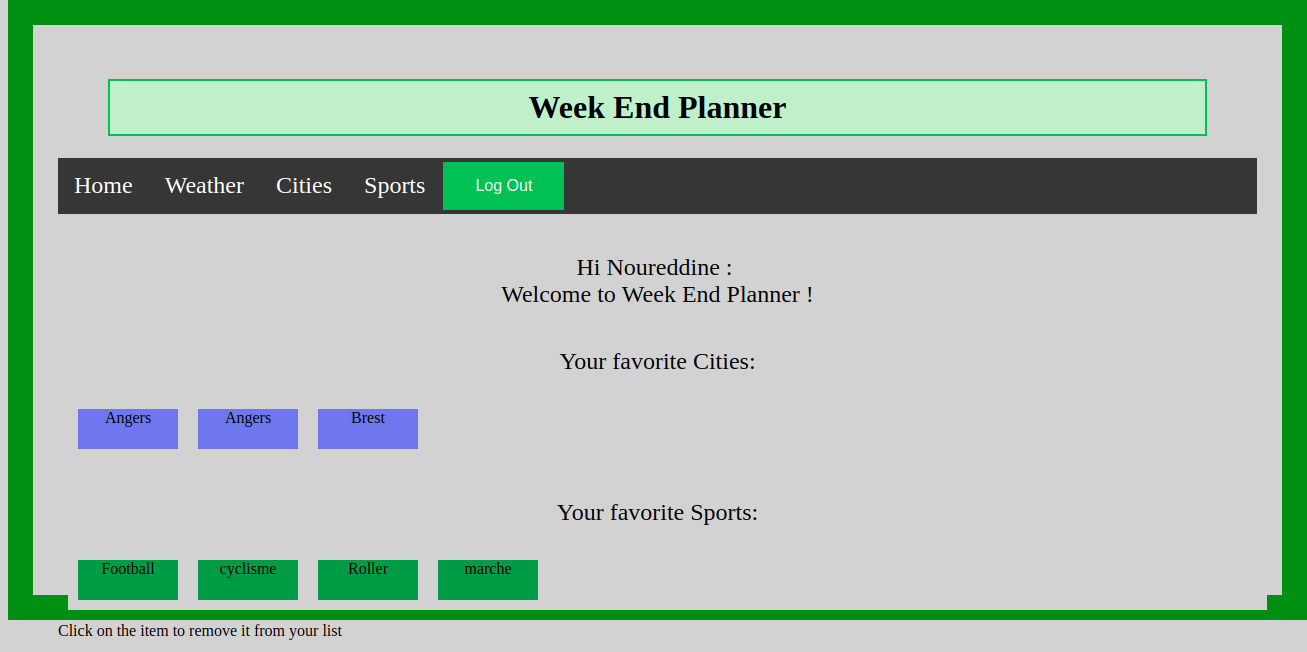 Week End Planner
Home Weather Cities Sports Log Out
Hi Noureddine :
Welcome to Week End Planner !
Your favorite Cities:
Angers Angers Brest
Your favorite Sports:
Football cyclisme Roller marche
Click on the item to remove it from your list